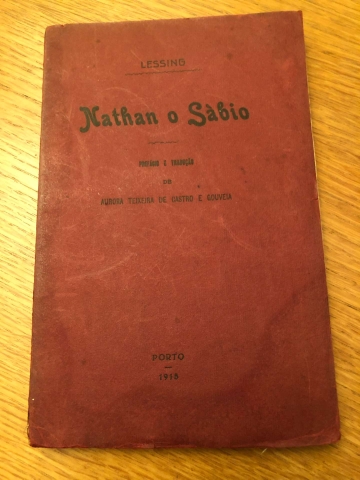 LESSING
Nathan o Sàbio
PREFÁCIO E TRADUÇÃO
DE
AURORA TEIXEIRA DE CASTRO E GOUVEIA
PORTO
1915